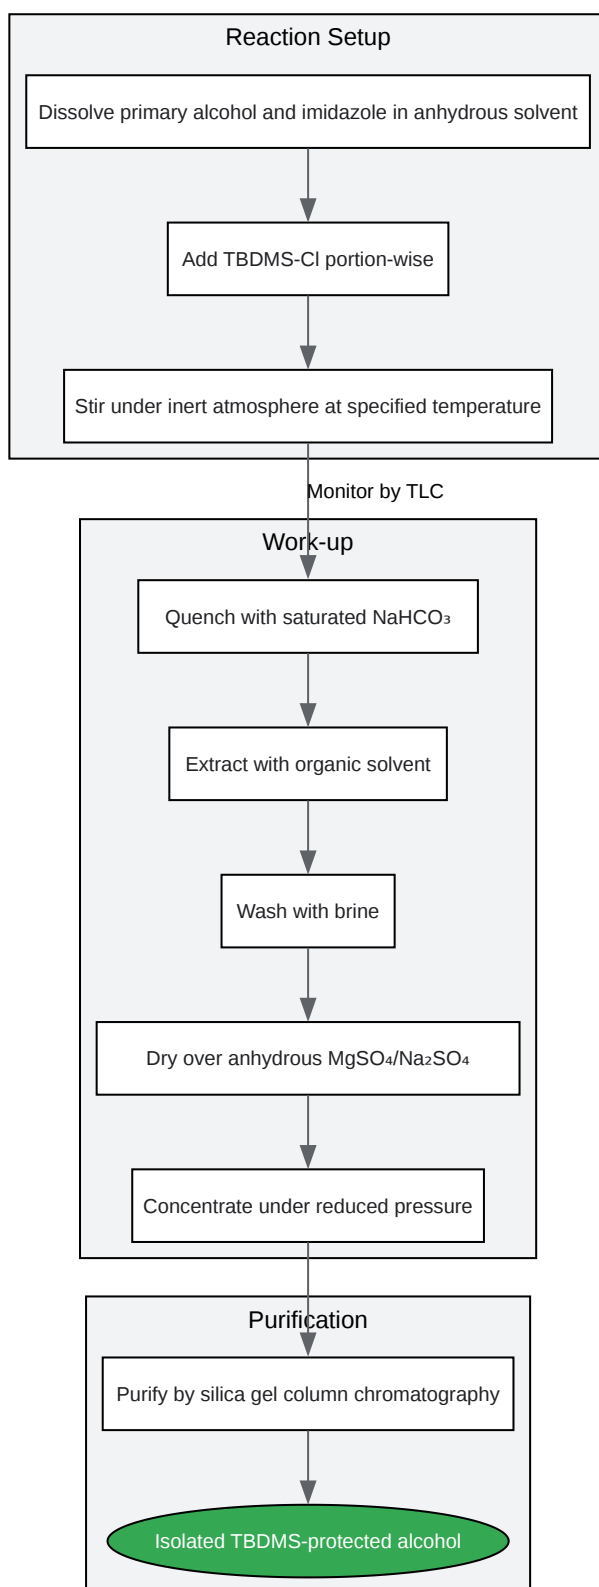 Reaction Setup
Dissolve primary alcohol and imidazole in anhydrous solvent
Add TBDMS-Cl portion-wise
Stir under inert atmosphere at specified temperature
Monitor by TLC
Work-up
Quench with saturated NaHCO₃
Extract with organic solvent
Wash with brine
Dry over anhydrous MgSO₄/Na₂SO₄
Concentrate under reduced pressure
Purification
Purify by silica gel column chromatography
Isolated TBDMS-protected alcohol